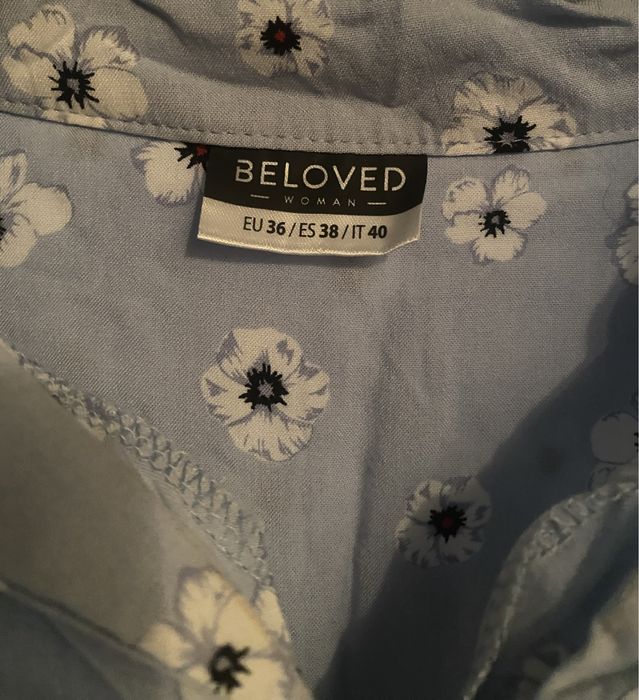 BELOVED
WOMAN
EU 36 / ES 38 / IT 40